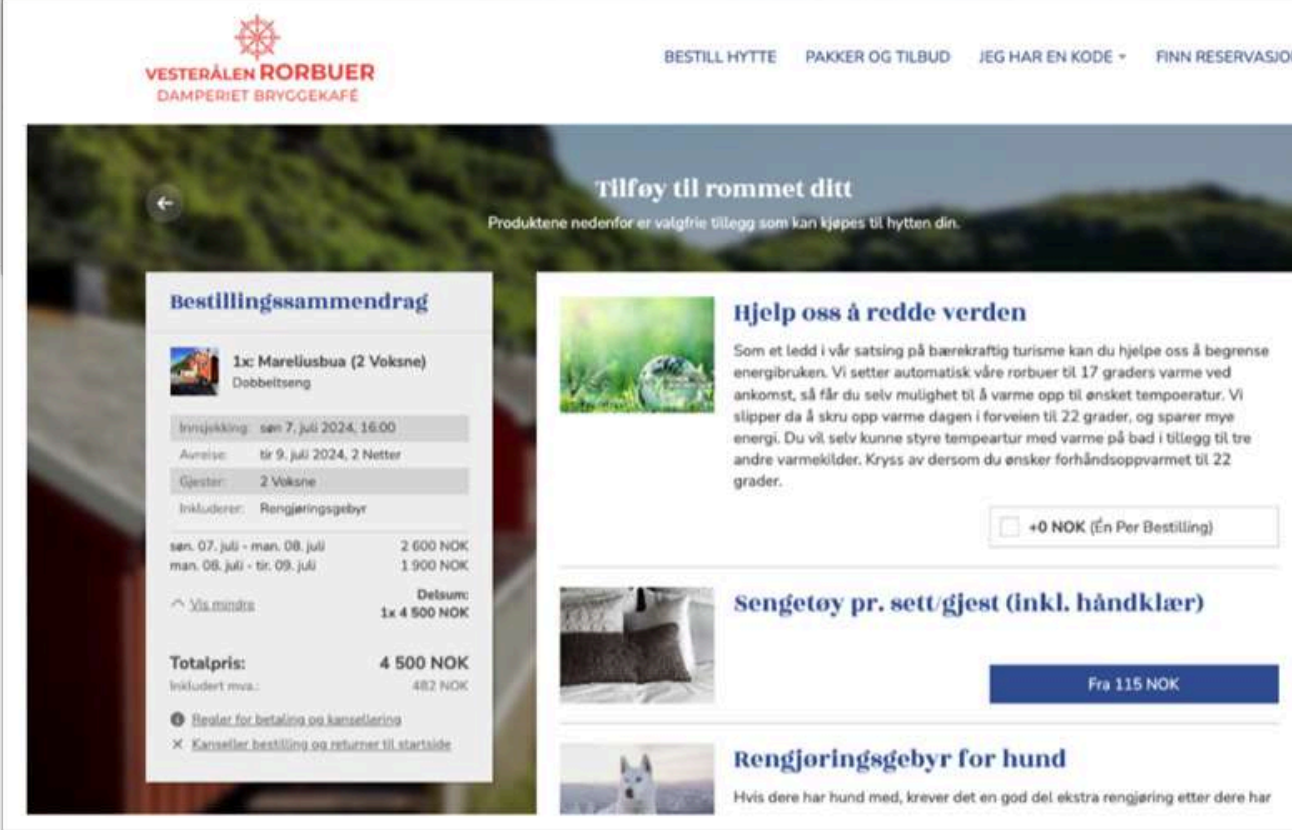 VESTERÅLEN RORBUER
DAMPERIET BRYGGEKAFÉ
BESTILL HYTTE PAKKER OG TILBUD JEG HAR EN KODE FINN RESERVASJO
Tilføy til rommet ditt
Produktene nedenfor er valgfrie tillegg som kan kjøpes til hytten din.
Bestillingssammendrag
1x: Mareliusbua (2 Voksne)
Dobbeltseng
Innsjekking: søn 7. juli 2024, 16:00
Avreise: tir 9. juli 2024, 2 Netter
Gjester: 2 Voksne
Inkluderer: Rengjøringsgebyr
søn. 07. juli - man. 08. juli 2 600 NOK
man. 08. juli - tir. 09. juli 1 900 NOK
Vis mindre
Delsum:
1x 4 500 NOK
Totalpris: 4 500 NOK
Inkludert mva.: 482 NOK
Regler for betaling og kansellering
Kanseller bestilling og returner til startside
Hjelp oss å redde verden
Som et ledd i vår satsing på bærekraftig turisme kan du hjelpe oss å begrense
energibruken. Vi setter automatisk våre rorbuer til 17 graders varme ved
ankomst, så får du selv mulighet til å varme opp til ønsket tempoeratur. Vi
slipper da å skru opp varme dagen i forveien til 22 grader, og sparer mye
energi. Du vil selv kunne styre tempeartur med varme på bad i tillegg til tre
andre varmekilder. Kryss av dersom du ønsker forhåndsoppvarmet til 22
grader.
+0 NOK (Én Per Bestilling)
Sengetøy pr. sett/gjest (inkl. håndklær)
Fra 115 NOK
Rengjøringsgebyr for hund
Hvis dere har hund med, krever det en god del ekstra rengjøring etter dere har